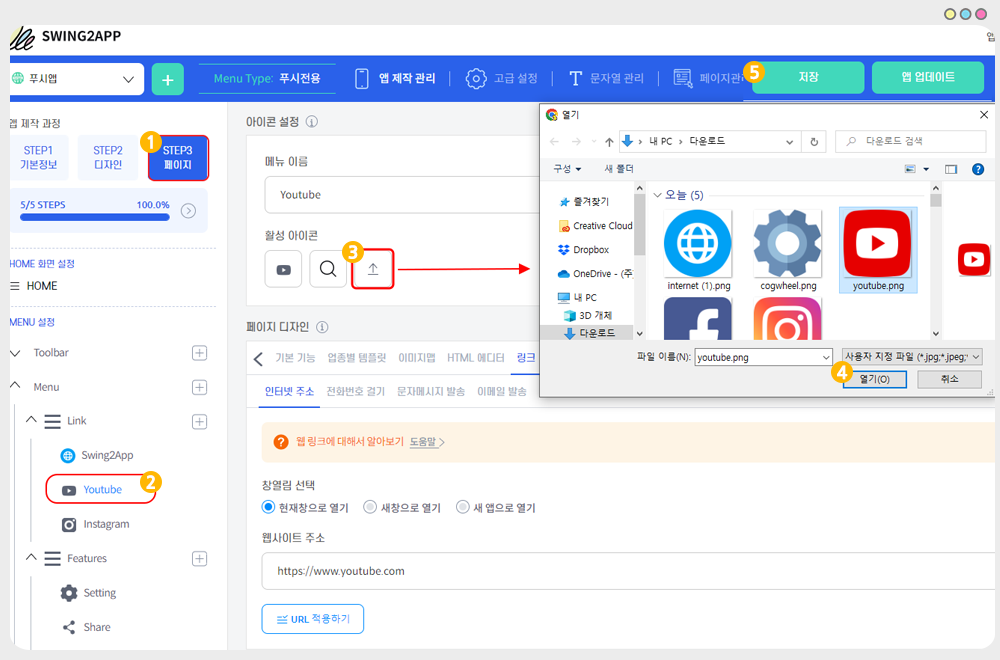 SWING2APP
푸시앱
+
Menu Type: 푸시전용
앱 제작 관리
고급 설정
문자열 관리
페이지관
5
저장
앱 업데이트
앱 제작 과정
1
STEP1
기본정보
STEP2
디자인
STEP3
페이지
5/5 STEPS
100.0%
HOME 화면 설정
HOME
MENU 설정
Toolbar
Menu
Link
Swing2App
Youtube
2
Instagram
Features
Setting
Share
아이콘 설정
메뉴 이름
Youtube
활성 아이콘
3
페이지 디자인
기본 기능
업종별 템플릿
이미지맵
HTML 에디터
링크
인터넷 주소
전화번호 걸기
문자메시지 발송
이메일 발송
웹 링크에 대해서 알아보기 도움말
창열림 선택
현재창으로 열기
새창으로 열기
새 앱으로 열기
웹사이트 주소
https://www.youtube.com
URL 적용하기
열기
내 PC
다운로드
다운로드 검색
구성
새 폴더
즐겨찾기
Creative Cloud
Dropbox
OneDrive - (주
내 PC
3D 개체
다운로드
오늘 (5)
internet (1).png
cogwheel.png
youtube.png
파일 이름(N):
youtube.png
사용자 지정 파일 (*.jpg;*.jpeg;*
4
열기(O)
취소